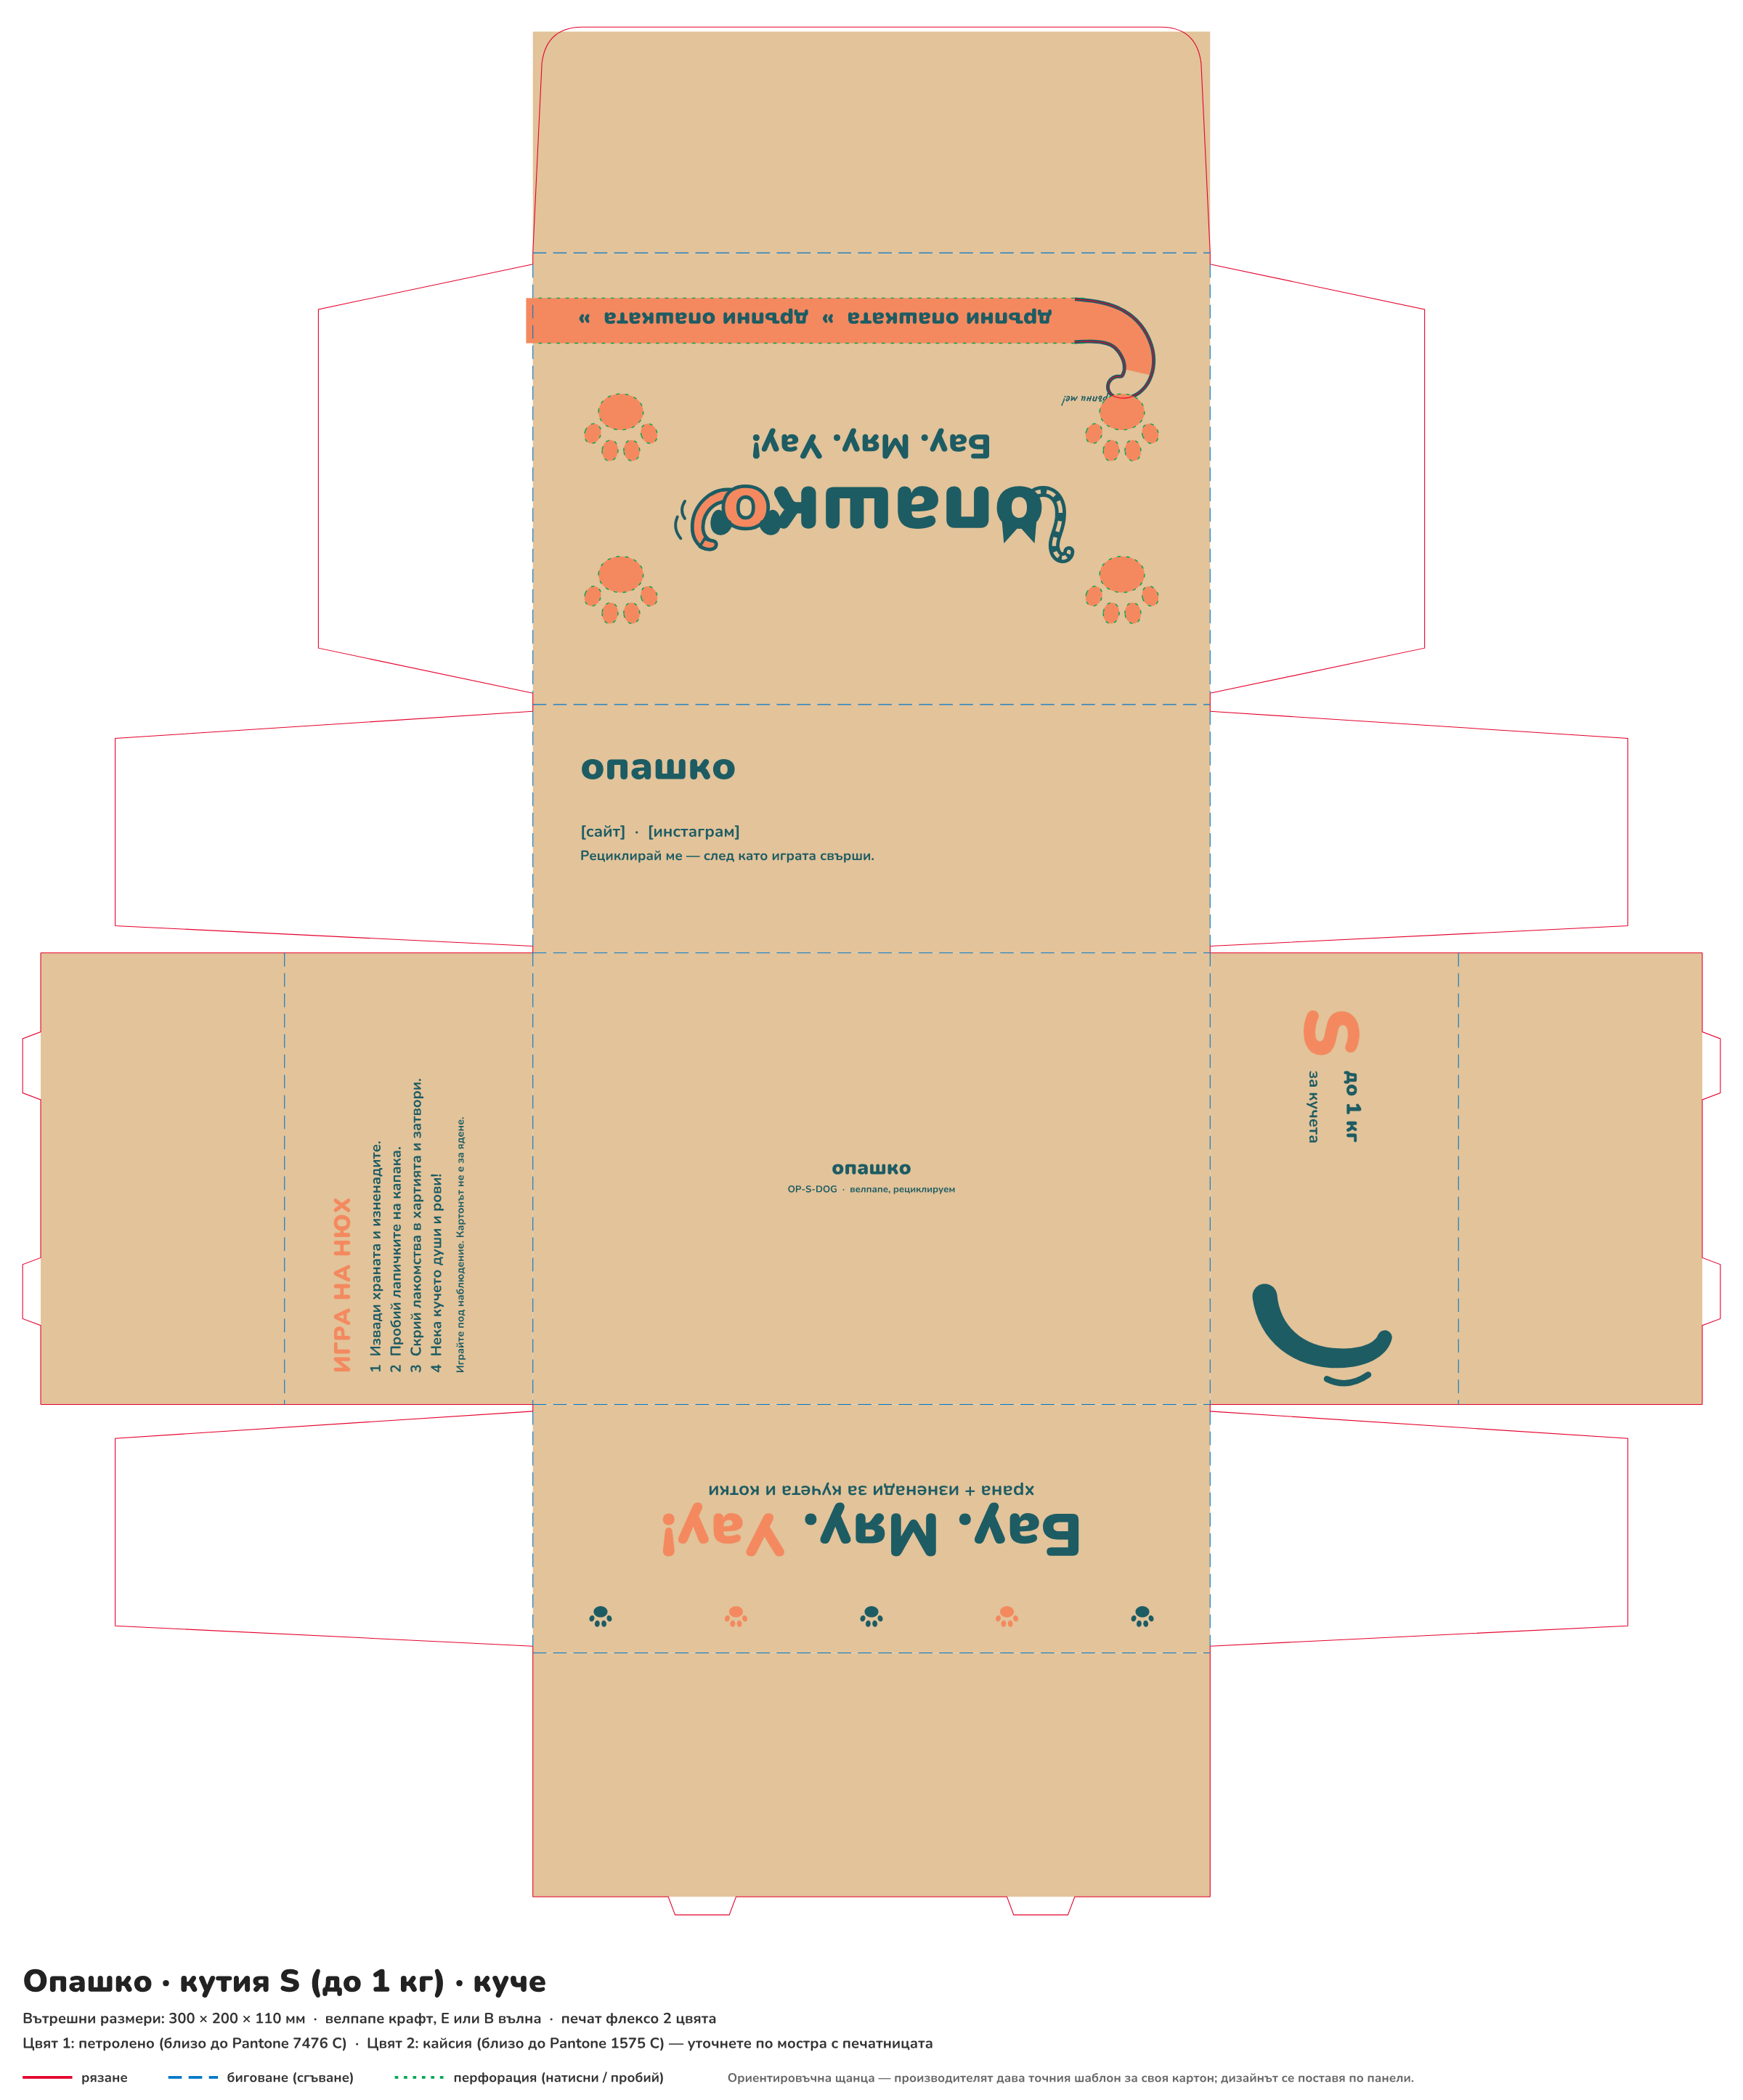 « дръпни опашката « дръпни опашката
дръпни ме!
Бау. Мяу. Уау!
опашко
опашко
[сайт] · [инстаграм]
Рециклирай ме — след като играта свърши.
ИГРА НА НЮХ
1 Извади храната и изненадите.
2 Пробий лапичките на капака.
3 Скрий лакомства в хартията и затвори.
4 Нека кучето души и рови!
Играйте под наблюдение. Картонът не е за ядене.
опашко
OP-S-DOG · велпапе, рециклируем
S
до 1 кг
за кучета
Бау. Мяу. Уау!
храна + изненади за кучета и котки
Опашко · кутия S (до 1 кг) · куче
Вътрешни размери: 300 × 200 × 110 мм · велпапе крафт, Е или В вълна · печат флексо 2 цвята
Цвят 1: петролено (близо до Pantone 7476 C) · Цвят 2: кайсия (близо до Pantone 1575 C) — уточнете по мостра с печатницата
рязане
биговане (сгъване)
перфорация (натисни / пробий)
Ориентировъчна щанца — производителят дава точния шаблон за своя картон; дизайнът се поставя по панели.